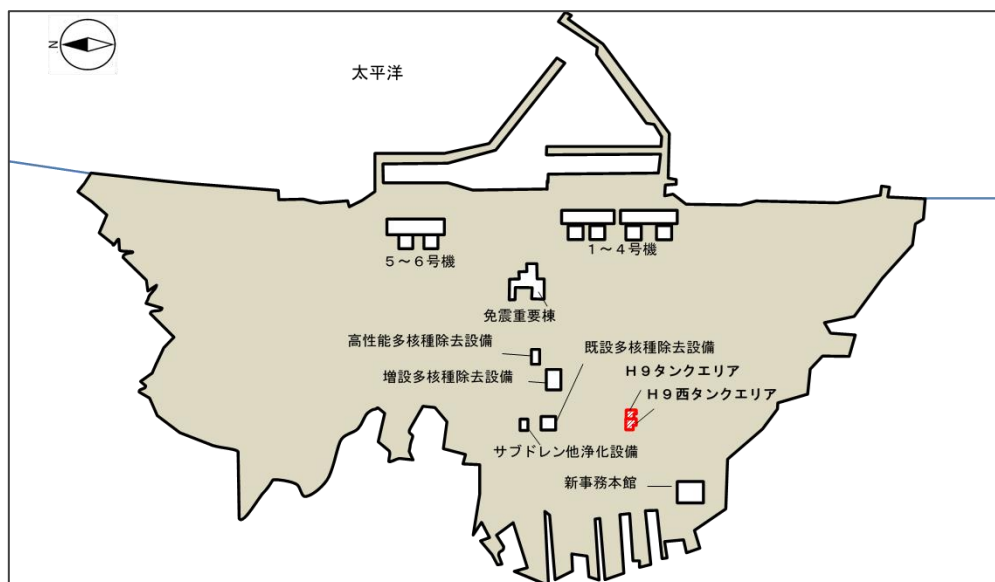 N
太平洋
5～6号機
1～4号機
免震重要棟
高性能多核種除去設備
既設多核種除去設備
増設多核種除去設備
H9タンクエリア
H9西タンクエリア
サブドレン他浄化設備
新事務本館